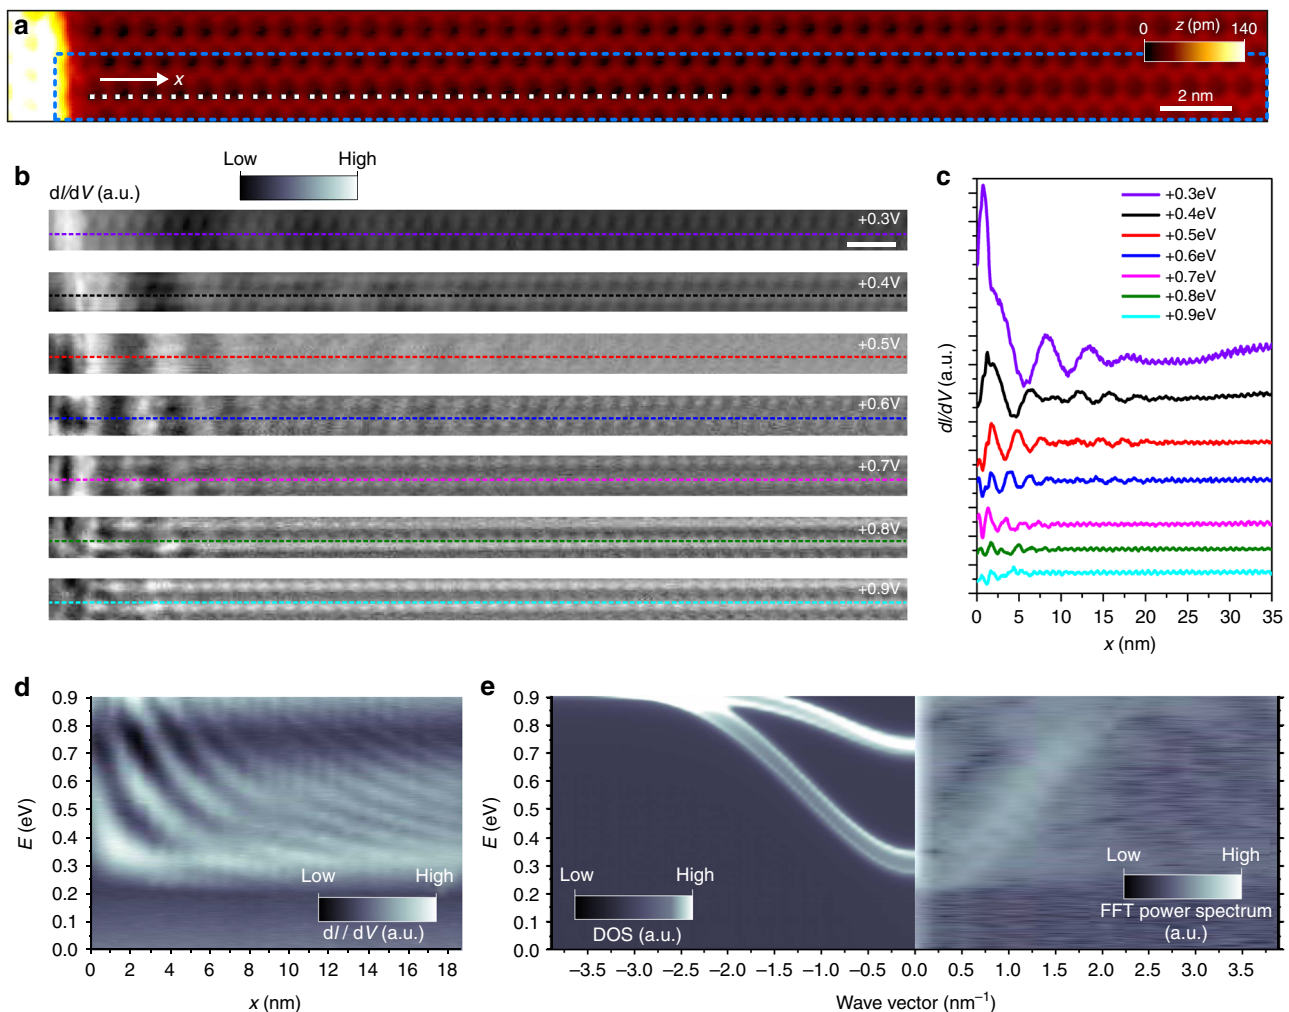 a
0 z (pm) 140
x
2 nm
b
Low High
dI/dV (a.u.)
+0.3V
+0.4V
+0.5V
+0.6V
+0.7V
+0.8V
+0.9V
c
+0.3eV
+0.4eV
+0.5eV
+0.6eV
+0.7eV
+0.8eV
+0.9eV
dI/dV (a.u.)
0 5 10 15 20 25 30 35
x (nm)
d
0.9
0.8
0.7
0.6
0.5
0.4
0.3
0.2
0.1
0.0
E (eV)
Low High
dI / dV (a.u.)
0 2 4 6 8 10 12 14 16 18
x (nm)
e
0.9
0.8
0.7
0.6
0.5
0.4
0.3
0.2
0.1
0.0
E (eV)
Low High
DOS (a.u.)
Low High
FFT power spectrum
(a.u.)
−3.5 −3.0 −2.5 −2.0 −1.5 −1.0 −0.5 0.0 0.5 1.0 1.5 2.0 2.5 3.0 3.5
Wave vector (nm−1)